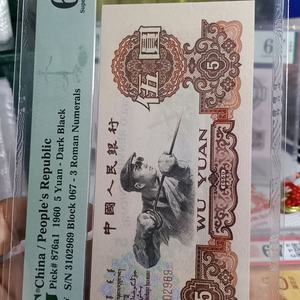 China / People's Republic
Pick# 876a1 1960 5 Yuan - Dark Black
S/N 3102969 Block 067 - 3 Roman Numerals
中國人民銀行
伍圓
5
WU YUAN
6